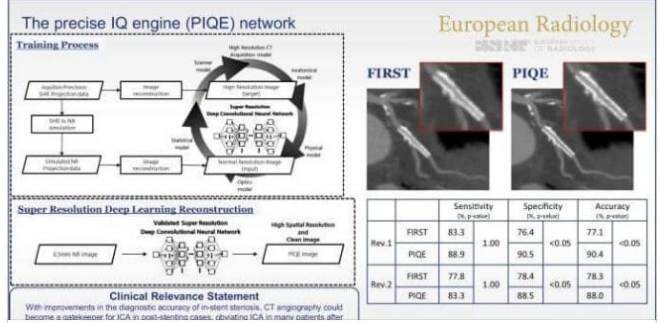 The precise IQ engine (PIQE) network
European Radiology
Training Process
High Resolution CT
Acquisition model
Scanner
model
Anatomical
model
Image
reconstruction
High Resolution Image
(target)
Super Resolution
Deep Convolutional Neural Network
SHR to NR
simulation
Statistical
model
Physical
model
Simulated NR
Projection data
Image
reconstruction
Normal Resolution Image
(input)
Optics
model
Super Resolution Deep Learning Reconstruction
Validated Super Resolution
Deep Convolutional Neural Network
High Spatial Resolution
and
Clean Image
0.5mm NR image
PIQE image
Clinical Relevance Statement
With improvements in the diagnostic accuracy of in-stent stenosis, CT angiography could
become a gatekeeper for ICA in post-stenting cases, obviating ICA in many patients after
FIRST PIQE
Sensitivity Specificity Accuracy
(%, p-value) (%, p-value) (%, p-value)
Rev.1 FIRST 83.3 1.00 76.4 <0.05 77.1 <0.05
PIQE 88.9 90.5 90.4
Rev.2 FIRST 77.8 1.00 78.4 <0.05 78.3 <0.05
PIQE 83.3 88.5 88.0